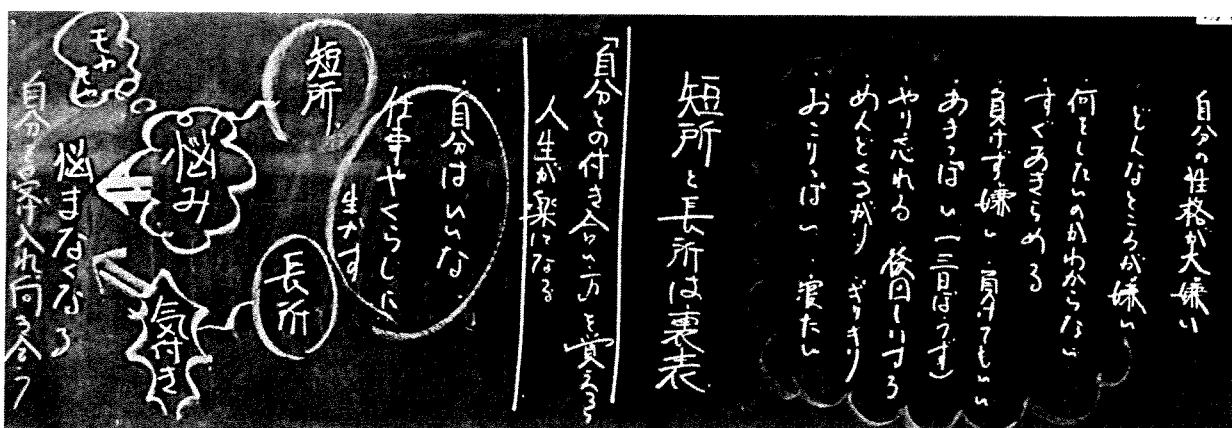 自分の性格が大嫌い
どんなところが嫌い
何をしたいのかわからない
すぐあきらめる
負けず嫌い 負けてもいい
あきっぽい(三日ぼうず)
やり忘れる 後回しにする
めんどくさがり ぎりぎり
・おこりっぽい ・寝たい
短所と長所は裏表
「自分との付き合い方」を覚えると
人生が楽になる
・自分はいいな
仕事やくらしに
生かす
短所
長所
悩み
気付き
モヤモヤ
悩まなくなる
自分を受け入れ向き合う